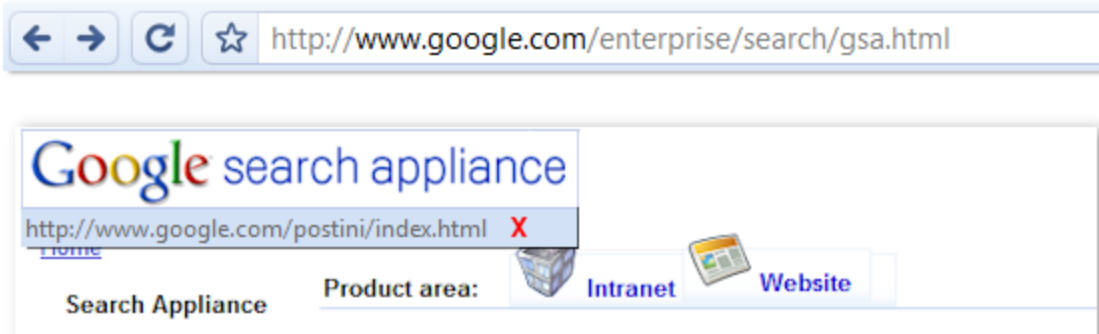 http://www.google.com/enterprise/search/gsa.html
Google search appliance
http://www.google.com/postini/index.html X
Home
Product area: Intranet Website
Search Appliance